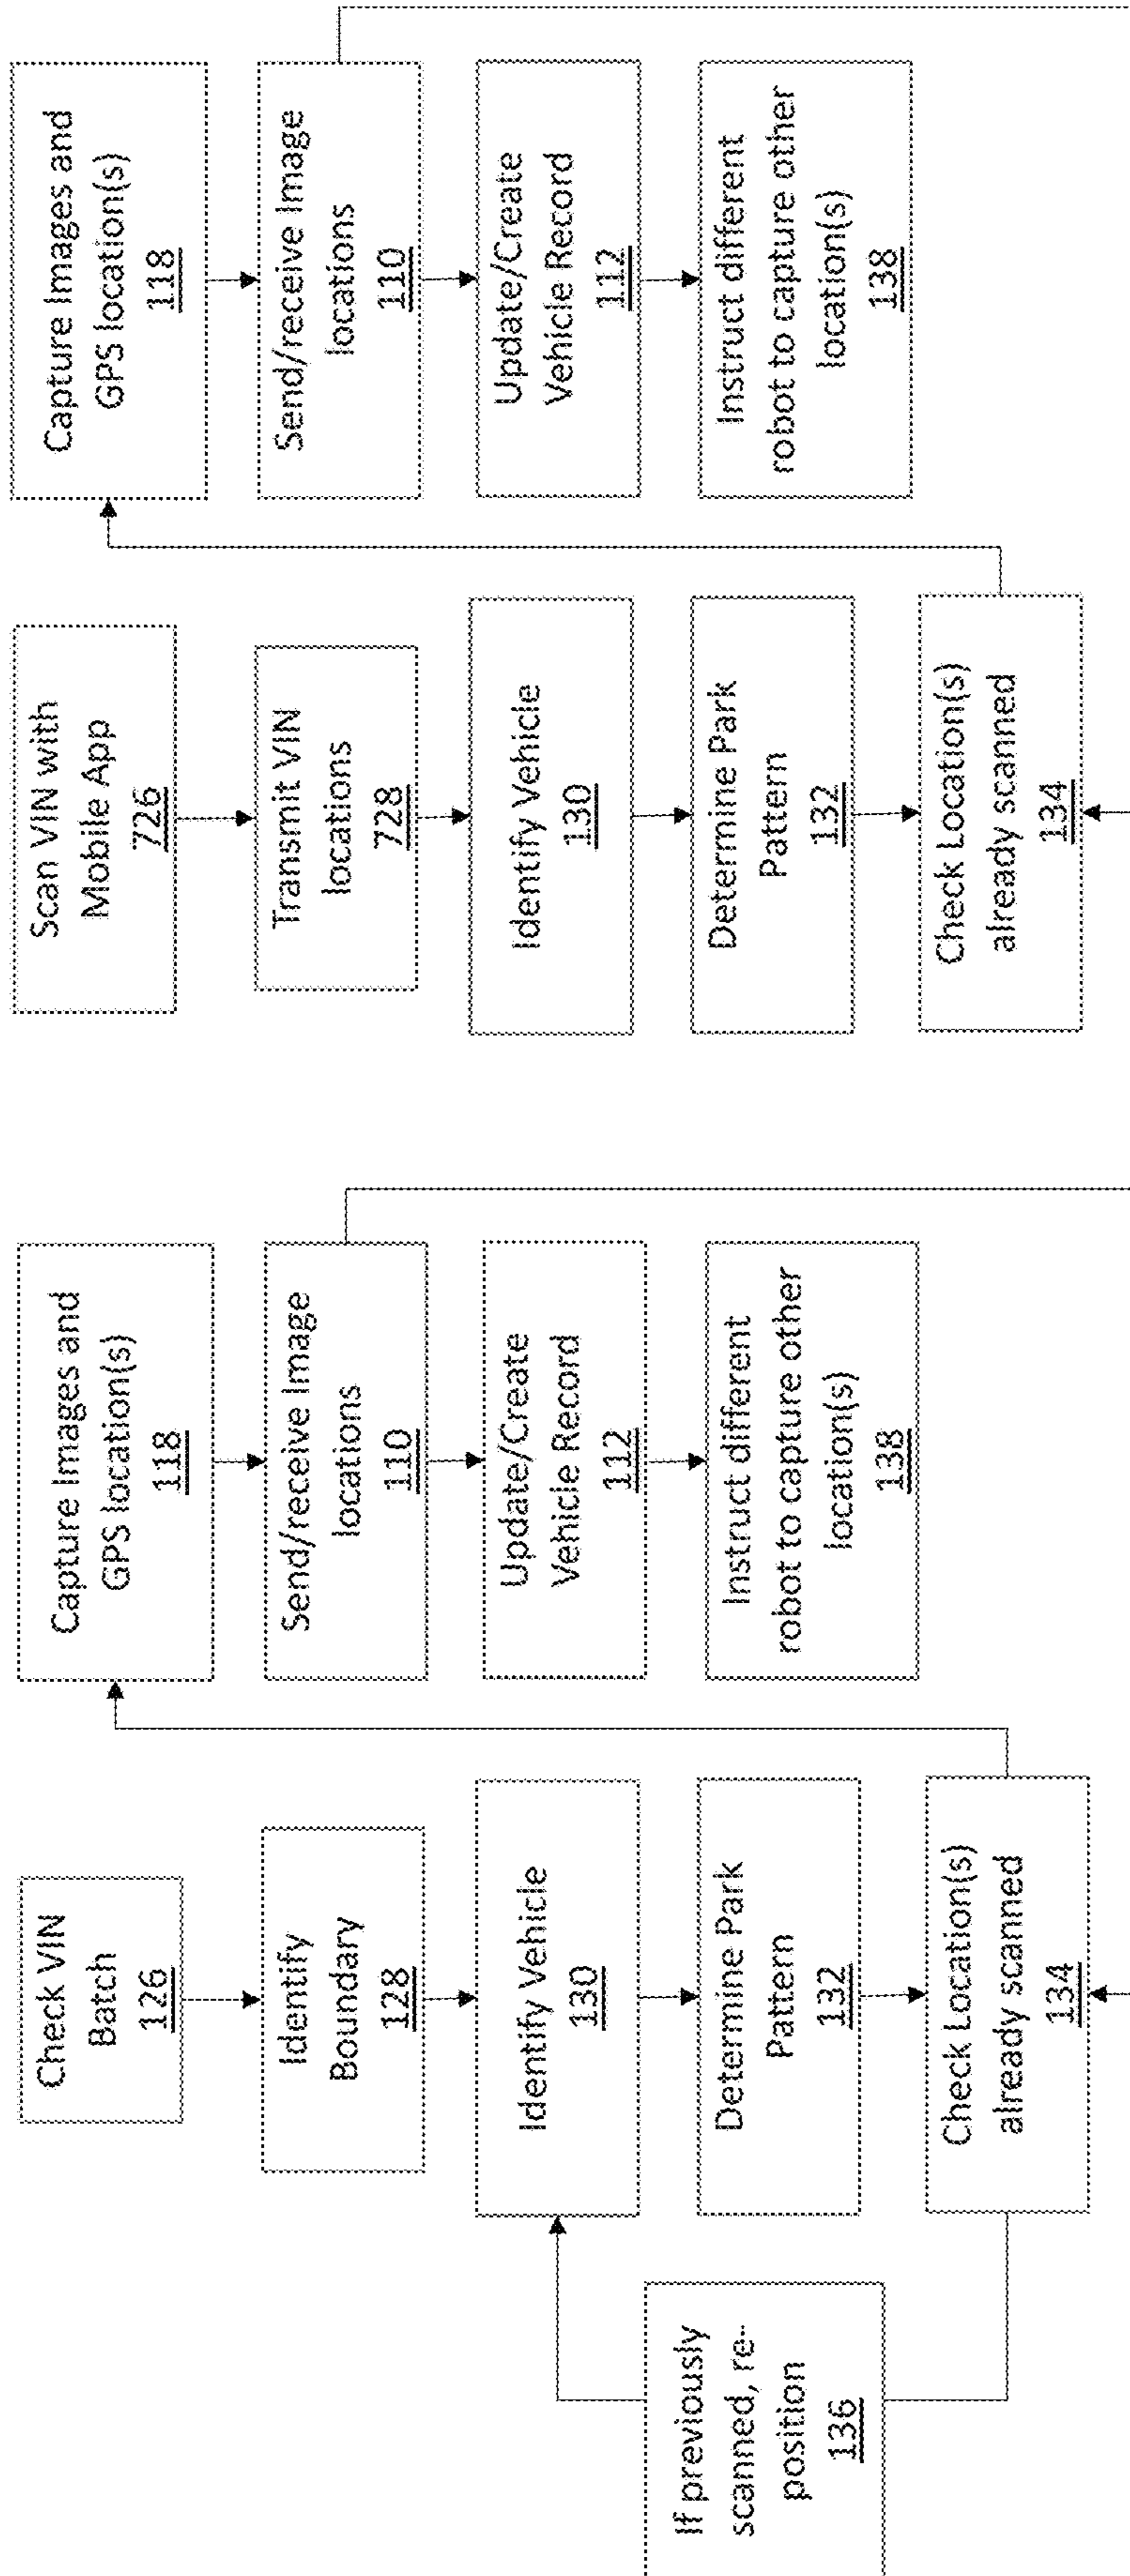 Check VIN
Batch
126
Identify
Boundary
128
Identify Vehicle
130
Determine Park
Pattern
132
Check Location(s)
already scanned
134
If previously
scanned, re-
position
136
Capture Images and
GPS location(s)
118
Send/receive Image
locations
110
Update/Create
Vehicle Record
112
Instruct different
robot to capture other
location(s)
138
Scan VIN with
Mobile App
726
Transmit VIN
locations
728
Identify Vehicle
130
Determine Park
Pattern
132
Check Location(s)
already scanned
134
Capture Images and
GPS location(s)
118
Send/receive Image
locations
110
Update/Create
Vehicle Record
112
Instruct different
robot to capture other
location(s)
138